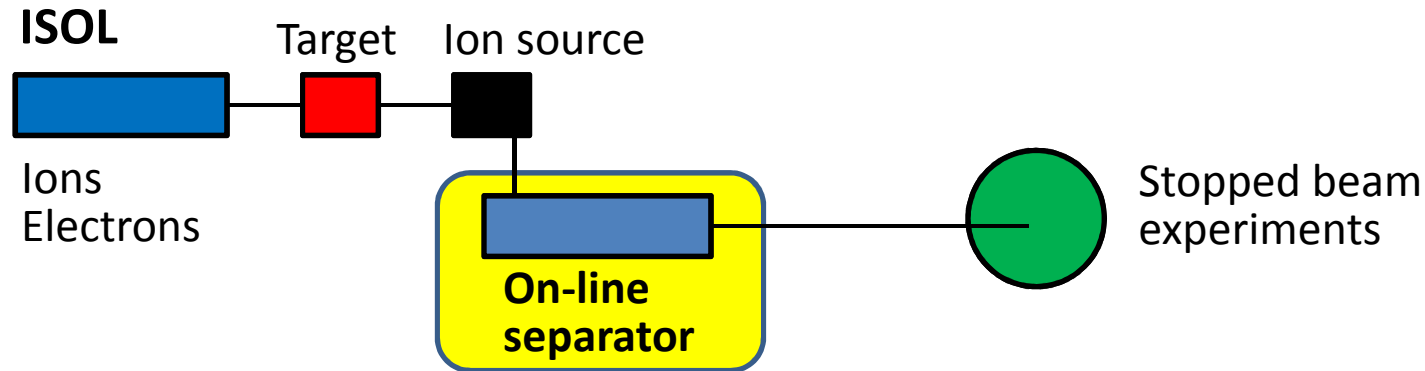 ISOL
Target
Ion source
Ions
Electrons
Stopped beam
experiments
On-line
separator